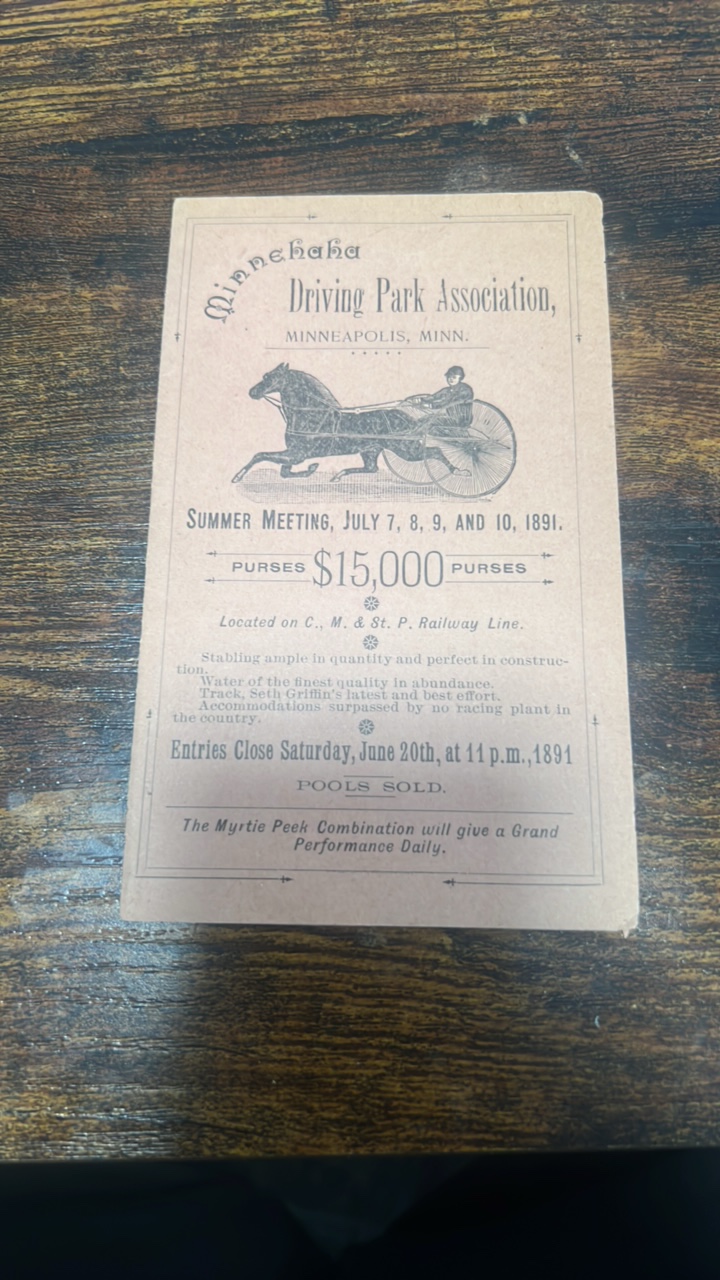 Minnehaha
Driving Park Association,
MINNEAPOLIS, MINN.
SUMMER MEETING, JULY 7, 8, 9, AND 10, 1891.
PURSES $15,000 PURSES
Located on C., M. & St. P. Railway Line.
Stabling ample in quantity and perfect in construc-
tion.
Water of the finest quality in abundance.
Track, Seth Griffin's latest and best effort.
Accommodations surpassed by no racing plant in
the country.
Entries Close Saturday, June 20th, at 11 p.m., 1891
POOLS SOLD.
The Myrtie Peek Combination will give a Grand
Performance Daily.